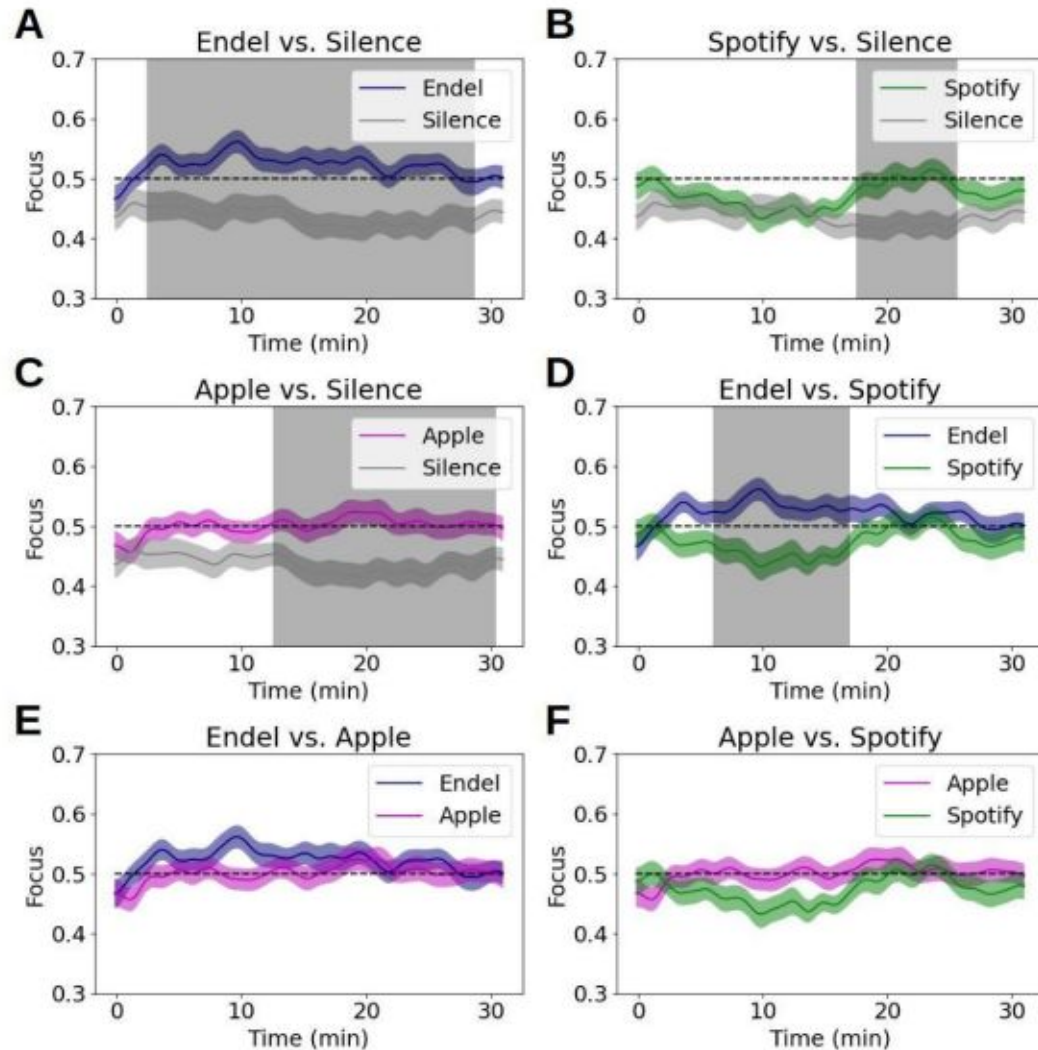 A
Endel vs. Silence
0.7
0.6
0.5
0.4
0.3
Focus
Endel
Silence
0
10
20
30
Time (min)
B
Spotify vs. Silence
0.7
0.6
0.5
0.4
0.3
Focus
Spotify
Silence
0
10
20
30
Time (min)
C
Apple vs. Silence
0.7
0.6
0.5
0.4
0.3
Focus
Apple
Silence
0
10
20
30
Time (min)
D
Endel vs. Spotify
0.7
0.6
0.5
0.4
0.3
Focus
Endel
Spotify
0
10
20
30
Time (min)
E
Endel vs. Apple
0.7
0.6
0.5
0.4
0.3
Focus
Endel
Apple
0
10
20
30
Time (min)
F
Apple vs. Spotify
0.7
0.6
0.5
0.4
0.3
Focus
Apple
Spotify
0
10
20
30
Time (min)